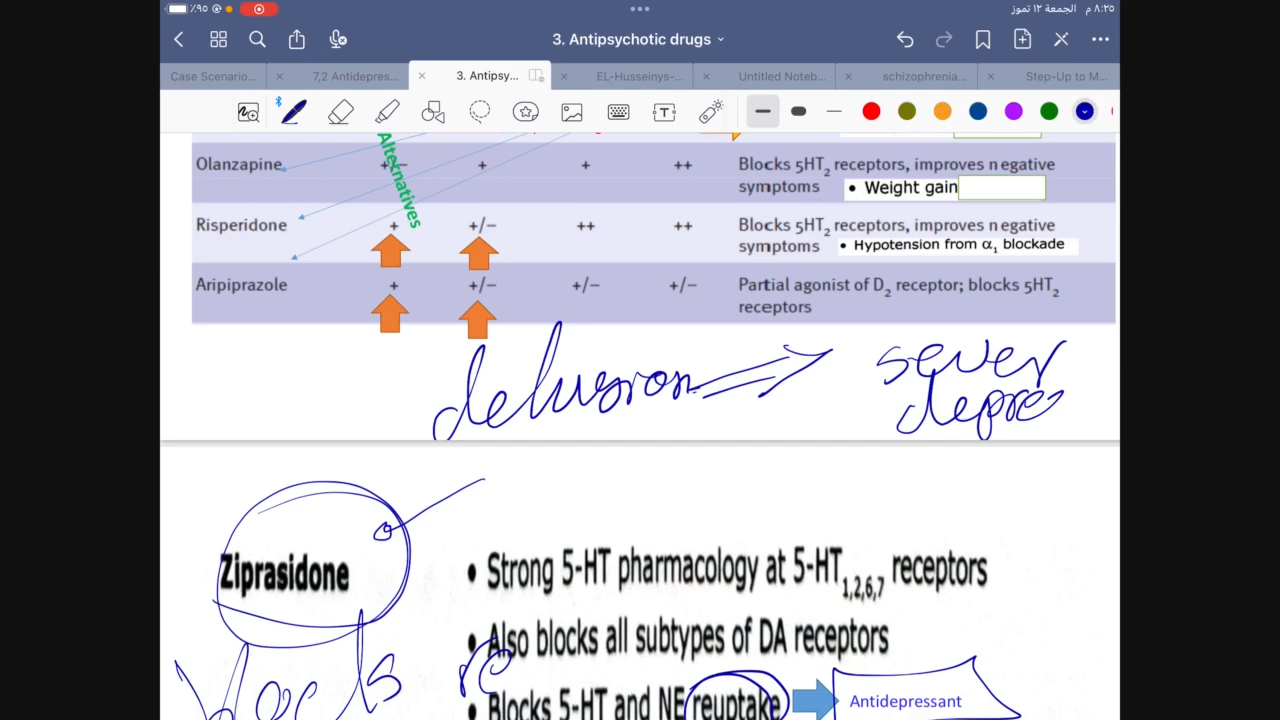 ٪٩٥
٨:٣٥ م الجمعة ١٢ تموز
3. Antipsychotic drugs
Case Scenario...
7,2 Antidepres...
3. Antipsy...
EL-Husseinys-...
Untitled Noteb...
schizophrenia...
Step-Up to M...
Alternatives
Olanzapine + + ++ Blocks 5HT2 receptors, improves negative
symptoms • Weight gain
Risperidone + +/− ++ ++ Blocks 5HT2 receptors, improves negative
symptoms • Hypotension from α1 blockade
Aripiprazole + +/− +/− +/− Partial agonist of D2 receptor; blocks 5HT2
receptors
delusion sever
depre
Ziprasidone • Strong 5-HT pharmacology at 5-HT1,2,6,7 receptors
• Also blocks all subtypes of DA receptors
• Blocks 5-HT and NE reuptake Antidepressant